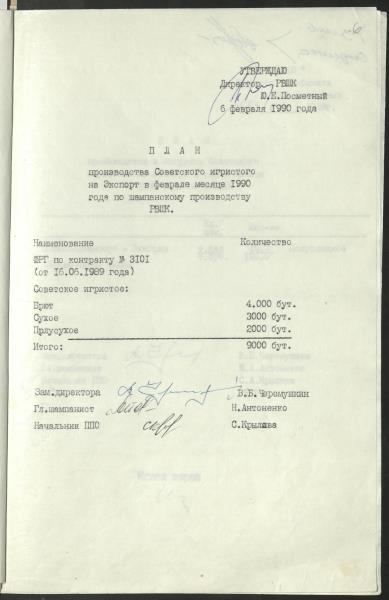 УТВЕРЖДАЮ
Директор РВШК
Ю.Е.Посметный
6 февраля 1990 года
П Л А Н
производства Советского игристого
на Экспорт в феврале месяце 1990
года по шампанскому производству
РВШК.
Наименование Количество
ФРГ по контракту № 3101
(от 16.06.1989 года)
Советское игристое:
Брют 4.000 бут.
Сухое 3000 бут.
Прлусухое 2000 бут.
Итого: 9000 бут.
Зам.директора В.Б.Черемушкин
Гл.шампанист Н.Антоненко
Начальник ППО С.Крылова